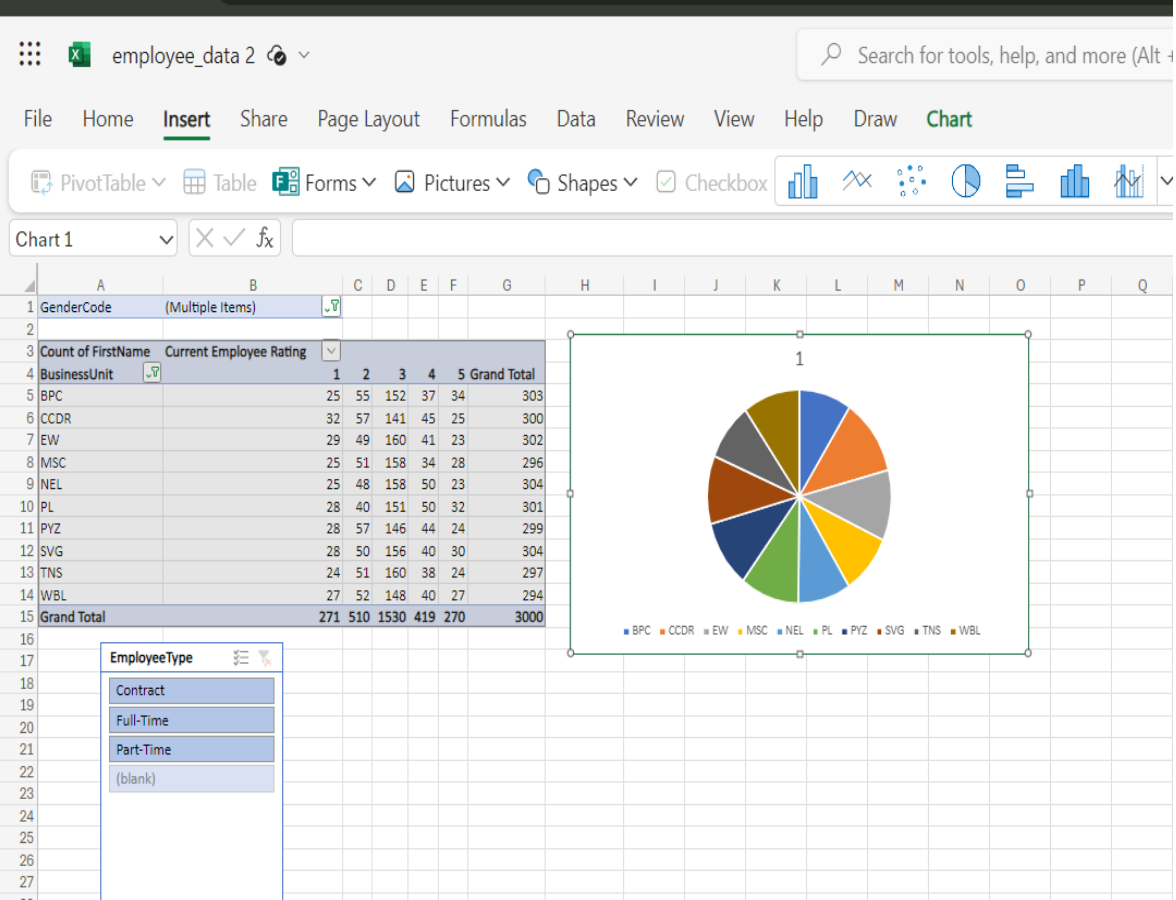 employee_data 2
Search for tools, help, and more (Alt +
File Home Insert Share Page Layout Formulas Data Review View Help Draw Chart
PivotTable Table Forms Pictures Shapes Checkbox
Chart 1 fx
A B C D E F G H I J K L M N O P Q
1 GenderCode (Multiple Items)
2
3 Count of FirstName Current Employee Rating
4 BusinessUnit 1 2 3 4 5 Grand Total
5 BPC 25 55 152 37 34 303
6 CCDR 32 57 141 45 25 300
7 EW 29 49 160 41 23 302
8 MSC 25 51 158 34 28 296
9 NEL 25 48 158 50 23 304
10 PL 28 40 151 50 32 301
11 PYZ 28 57 146 44 24 299
12 SVG 28 50 156 40 30 304
13 TNS 24 51 160 38 24 297
14 WBL 27 52 148 40 27 294
15 Grand Total 271 510 1530 419 270 3000
1
BPC CCDR EW MSC NEL PL PYZ SVG TNS WBL
16
17 EmployeeType
18 Contract
19
20 Full-Time
21 Part-Time
22 (blank)
23
24
25
26
27